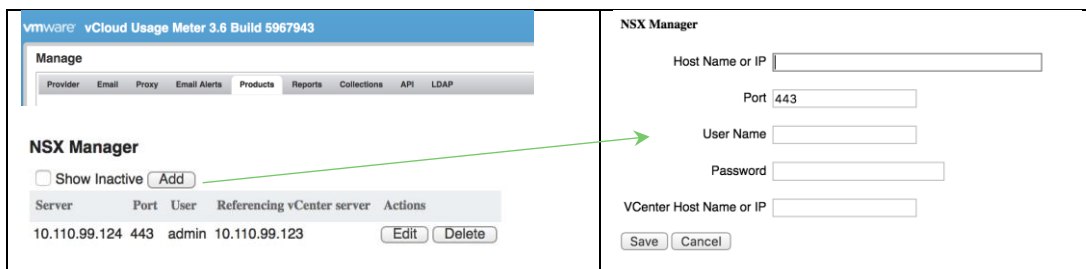 vmware vCloud Usage Meter 3.6 Build 5967943
Manage
Provider Email Proxy Email Alerts Products Reports Collections API LDAP
NSX Manager
Show Inactive Add
Server Port User Referencing vCenter server Actions
10.110.99.124 443 admin 10.110.99.123 Edit Delete
NSX Manager
Host Name or IP
Port 443
User Name
Password
VCenter Host Name or IP
Save Cancel